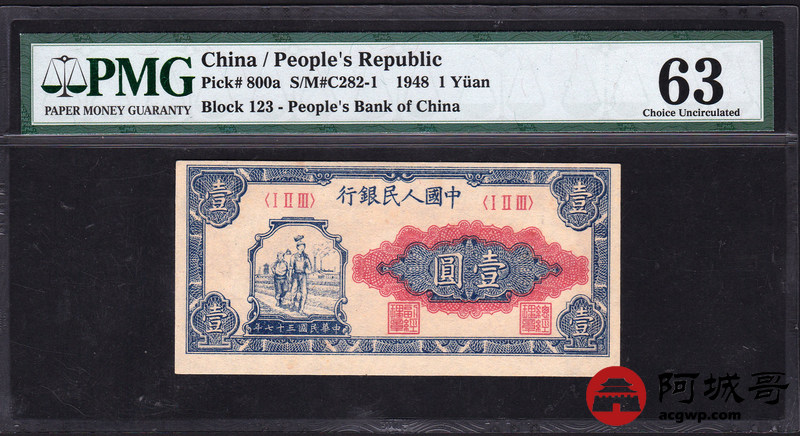 PMG
PAPER MONEY GUARANTY
China / People's Republic
Pick# 800a S/M#C282-1 1948 1 Yüan
Block 123 - People's Bank of China
63
Choice Uncirculated
壹
行銀民人國中
壹
〈I II III〉
〈I II III〉
圓壹
年七十三國民華中
壹
壹
阿城哥
acgwp.com